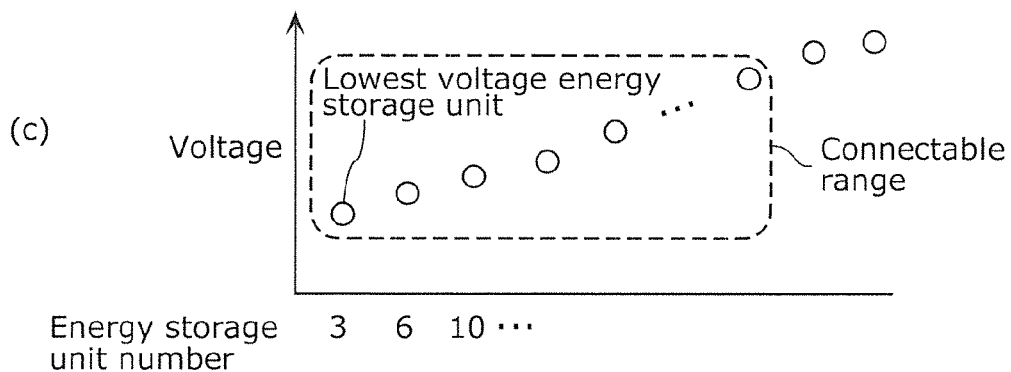 (c)
Voltage
Lowest voltage energy
storage unit
...
Connectable
range
Energy storage
unit number
3 6 10 ...